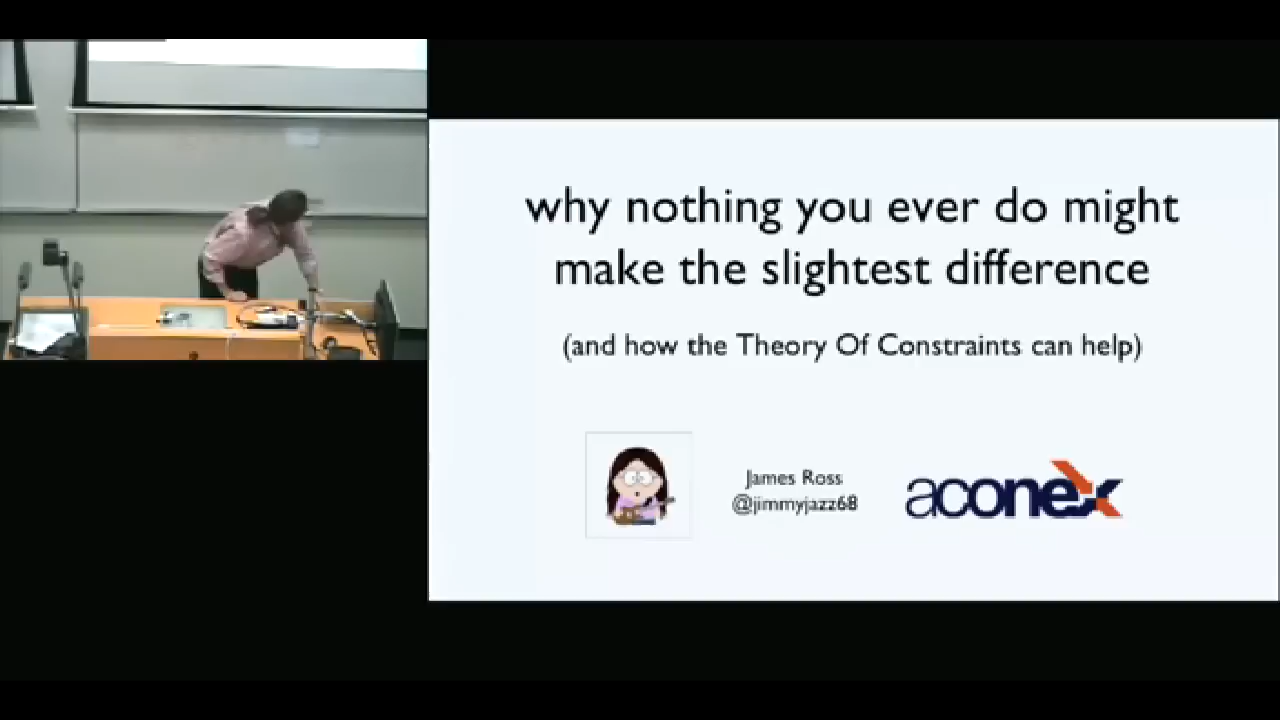 why nothing you ever do might
make the slightest difference
(and how the Theory Of Constraints can help)
James Ross
@jimmyjazz68
aconex